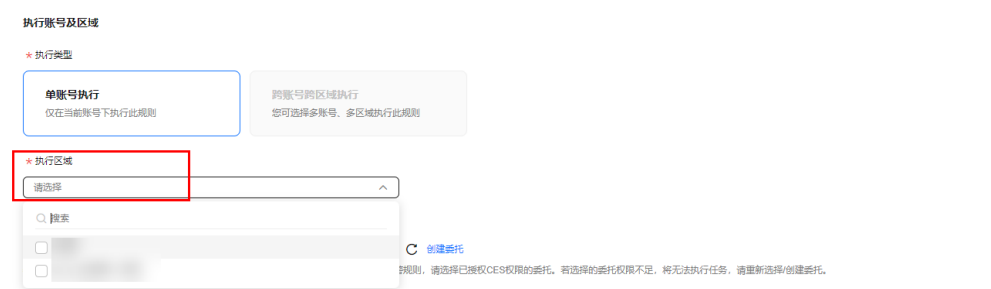 执行账号及区域
* 执行类型
单账号执行
仅在当前账号下执行此规则
跨账号跨区域执行
您可选择多账号、多区域执行此规则
* 执行区域
请选择
搜索
创建委托
规则，请选择已授权CES权限的委托。若选择的委托权限不足，将无法执行任务，请重新选择/创建委托。